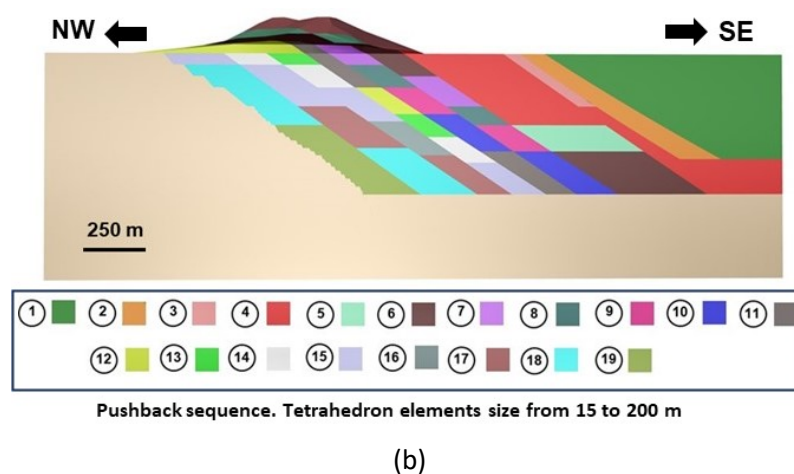 NW SE
250 m
1 2 3 4 5 6 7 8 9 10 11
12 13 14 15 16 17 18 19
Pushback sequence. Tetrahedron elements size from 15 to 200 m
(b)